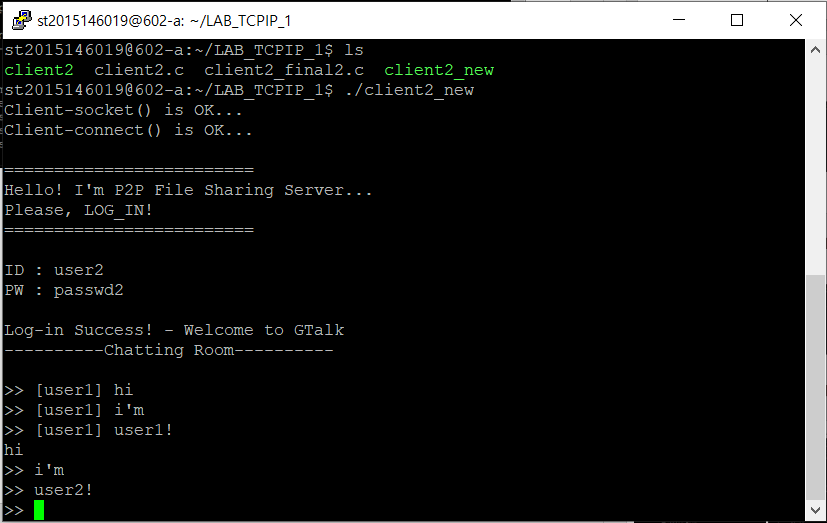 st2015146019@602-a: ~/LAB_TCPIP_1
st2015146019@602-a:~/LAB_TCPIP_1$ ls
client2  client2.c  client2_final2.c  client2_new
st2015146019@602-a:~/LAB_TCPIP_1$ ./client2_new
Client-socket() is OK...
Client-connect() is OK...
=========================
Hello! I'm P2P File Sharing Server...
Please, LOG_IN!
=========================
ID : user2
PW : passwd2
Log-in Success! - Welcome to GTalk
----------Chatting Room----------
>> [user1] hi
>> [user1] i'm
>> [user1] user1!
hi
>> i'm
>> user2!
>>